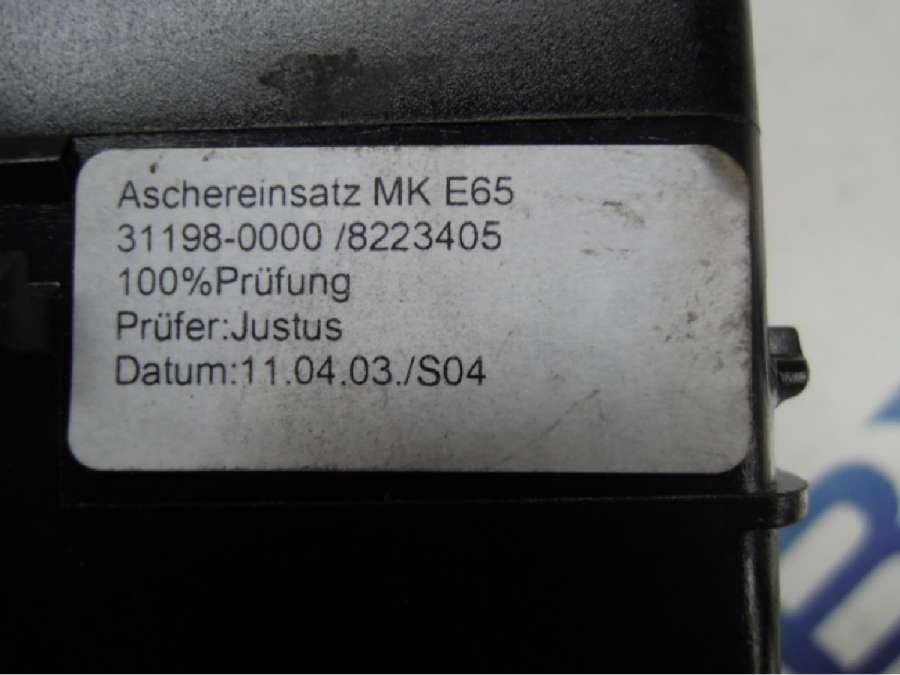 Aschereinsatz MK E65
31198-0000 /8223405
100%Prüfung
Prüfer:Justus
Datum:11.04.03./S04